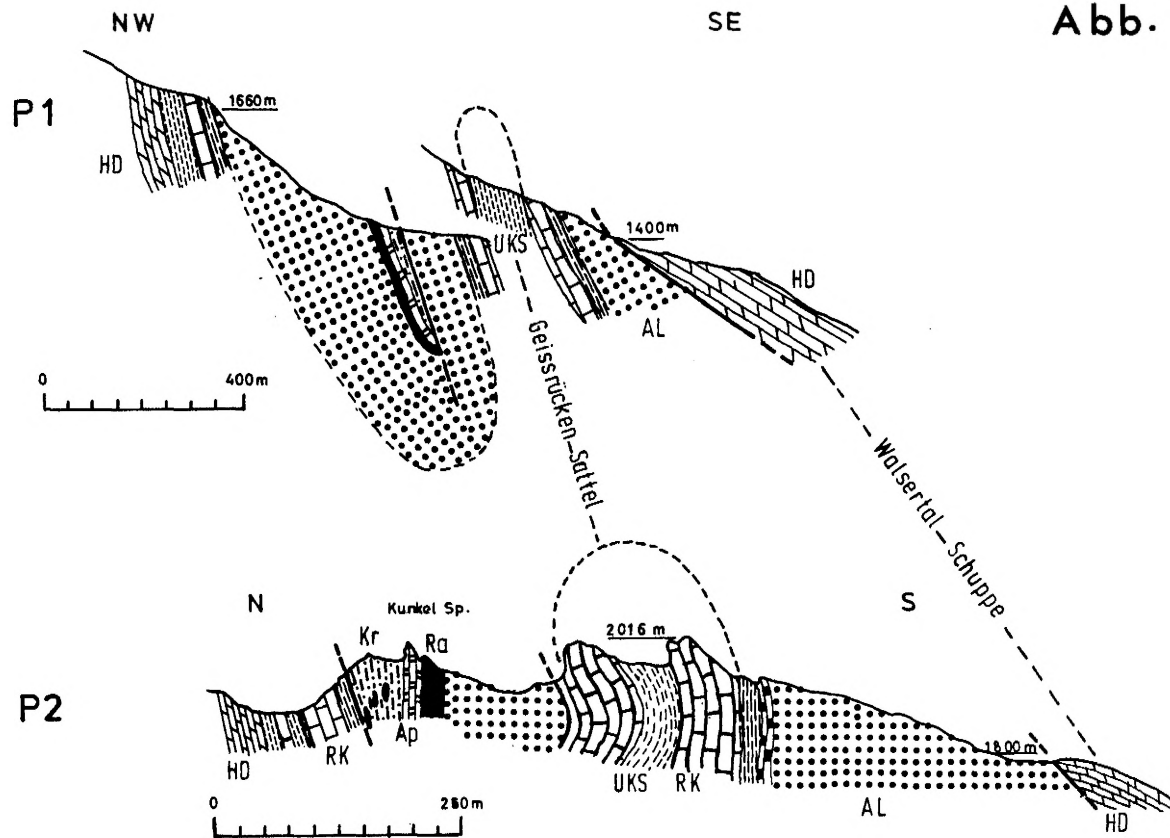 NW
SE
Abb.
P1
1660m
HD
UKS
1400m
HD
AL
0
400m
Geissrücken-Sattel
Walsertal-Schuppe
N
S
Kunkel Sp.
Kr
Ra
2016 m
P2
HD
RK
Ap
UKS
RK
1800m
AL
HD
0
250m